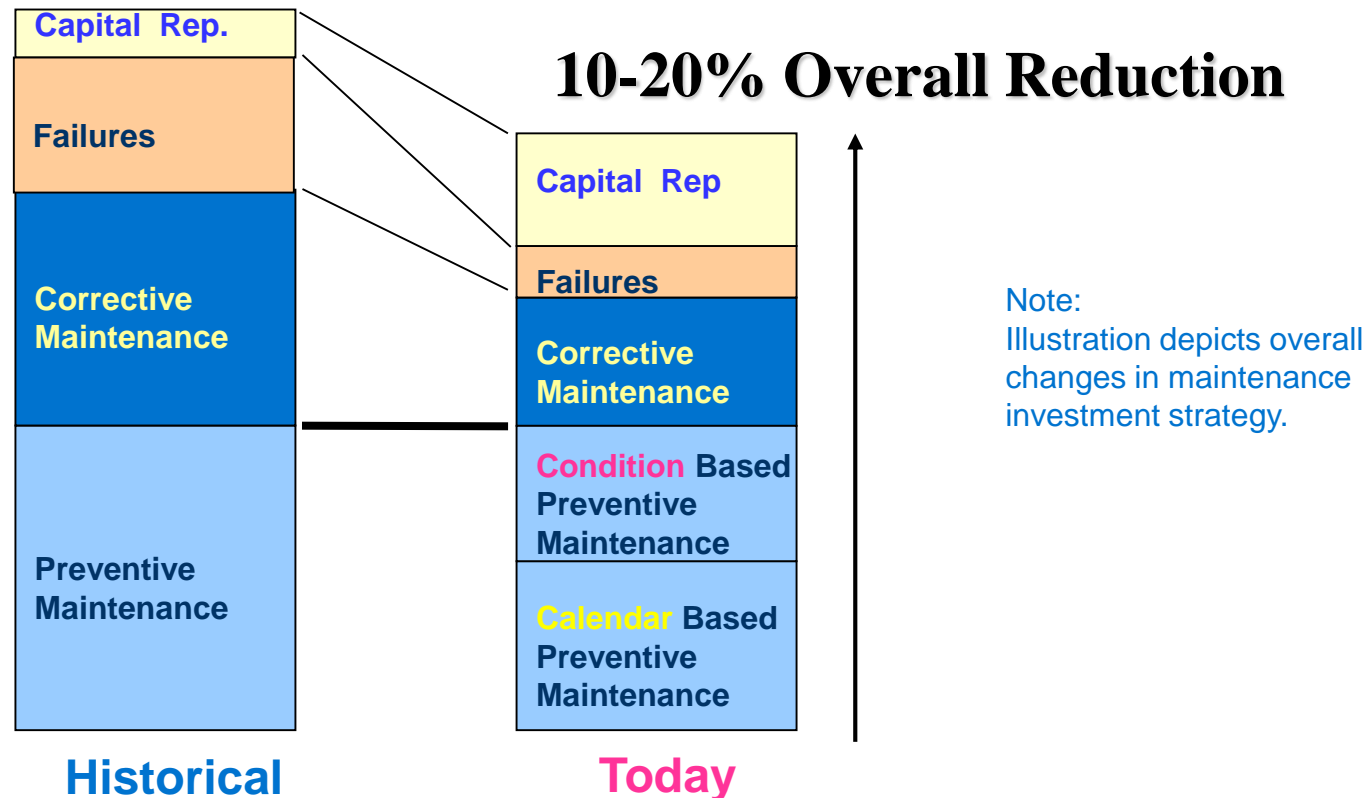 10-20% Overall Reduction
Capital Rep.
Failures
Corrective
Maintenance
Preventive
Maintenance
Historical
Capital Rep
Failures
Corrective
Maintenance
Condition Based
Preventive
Maintenance
Calendar Based
Preventive
Maintenance
Today
Note:
Illustration depicts overall
changes in maintenance
investment strategy.